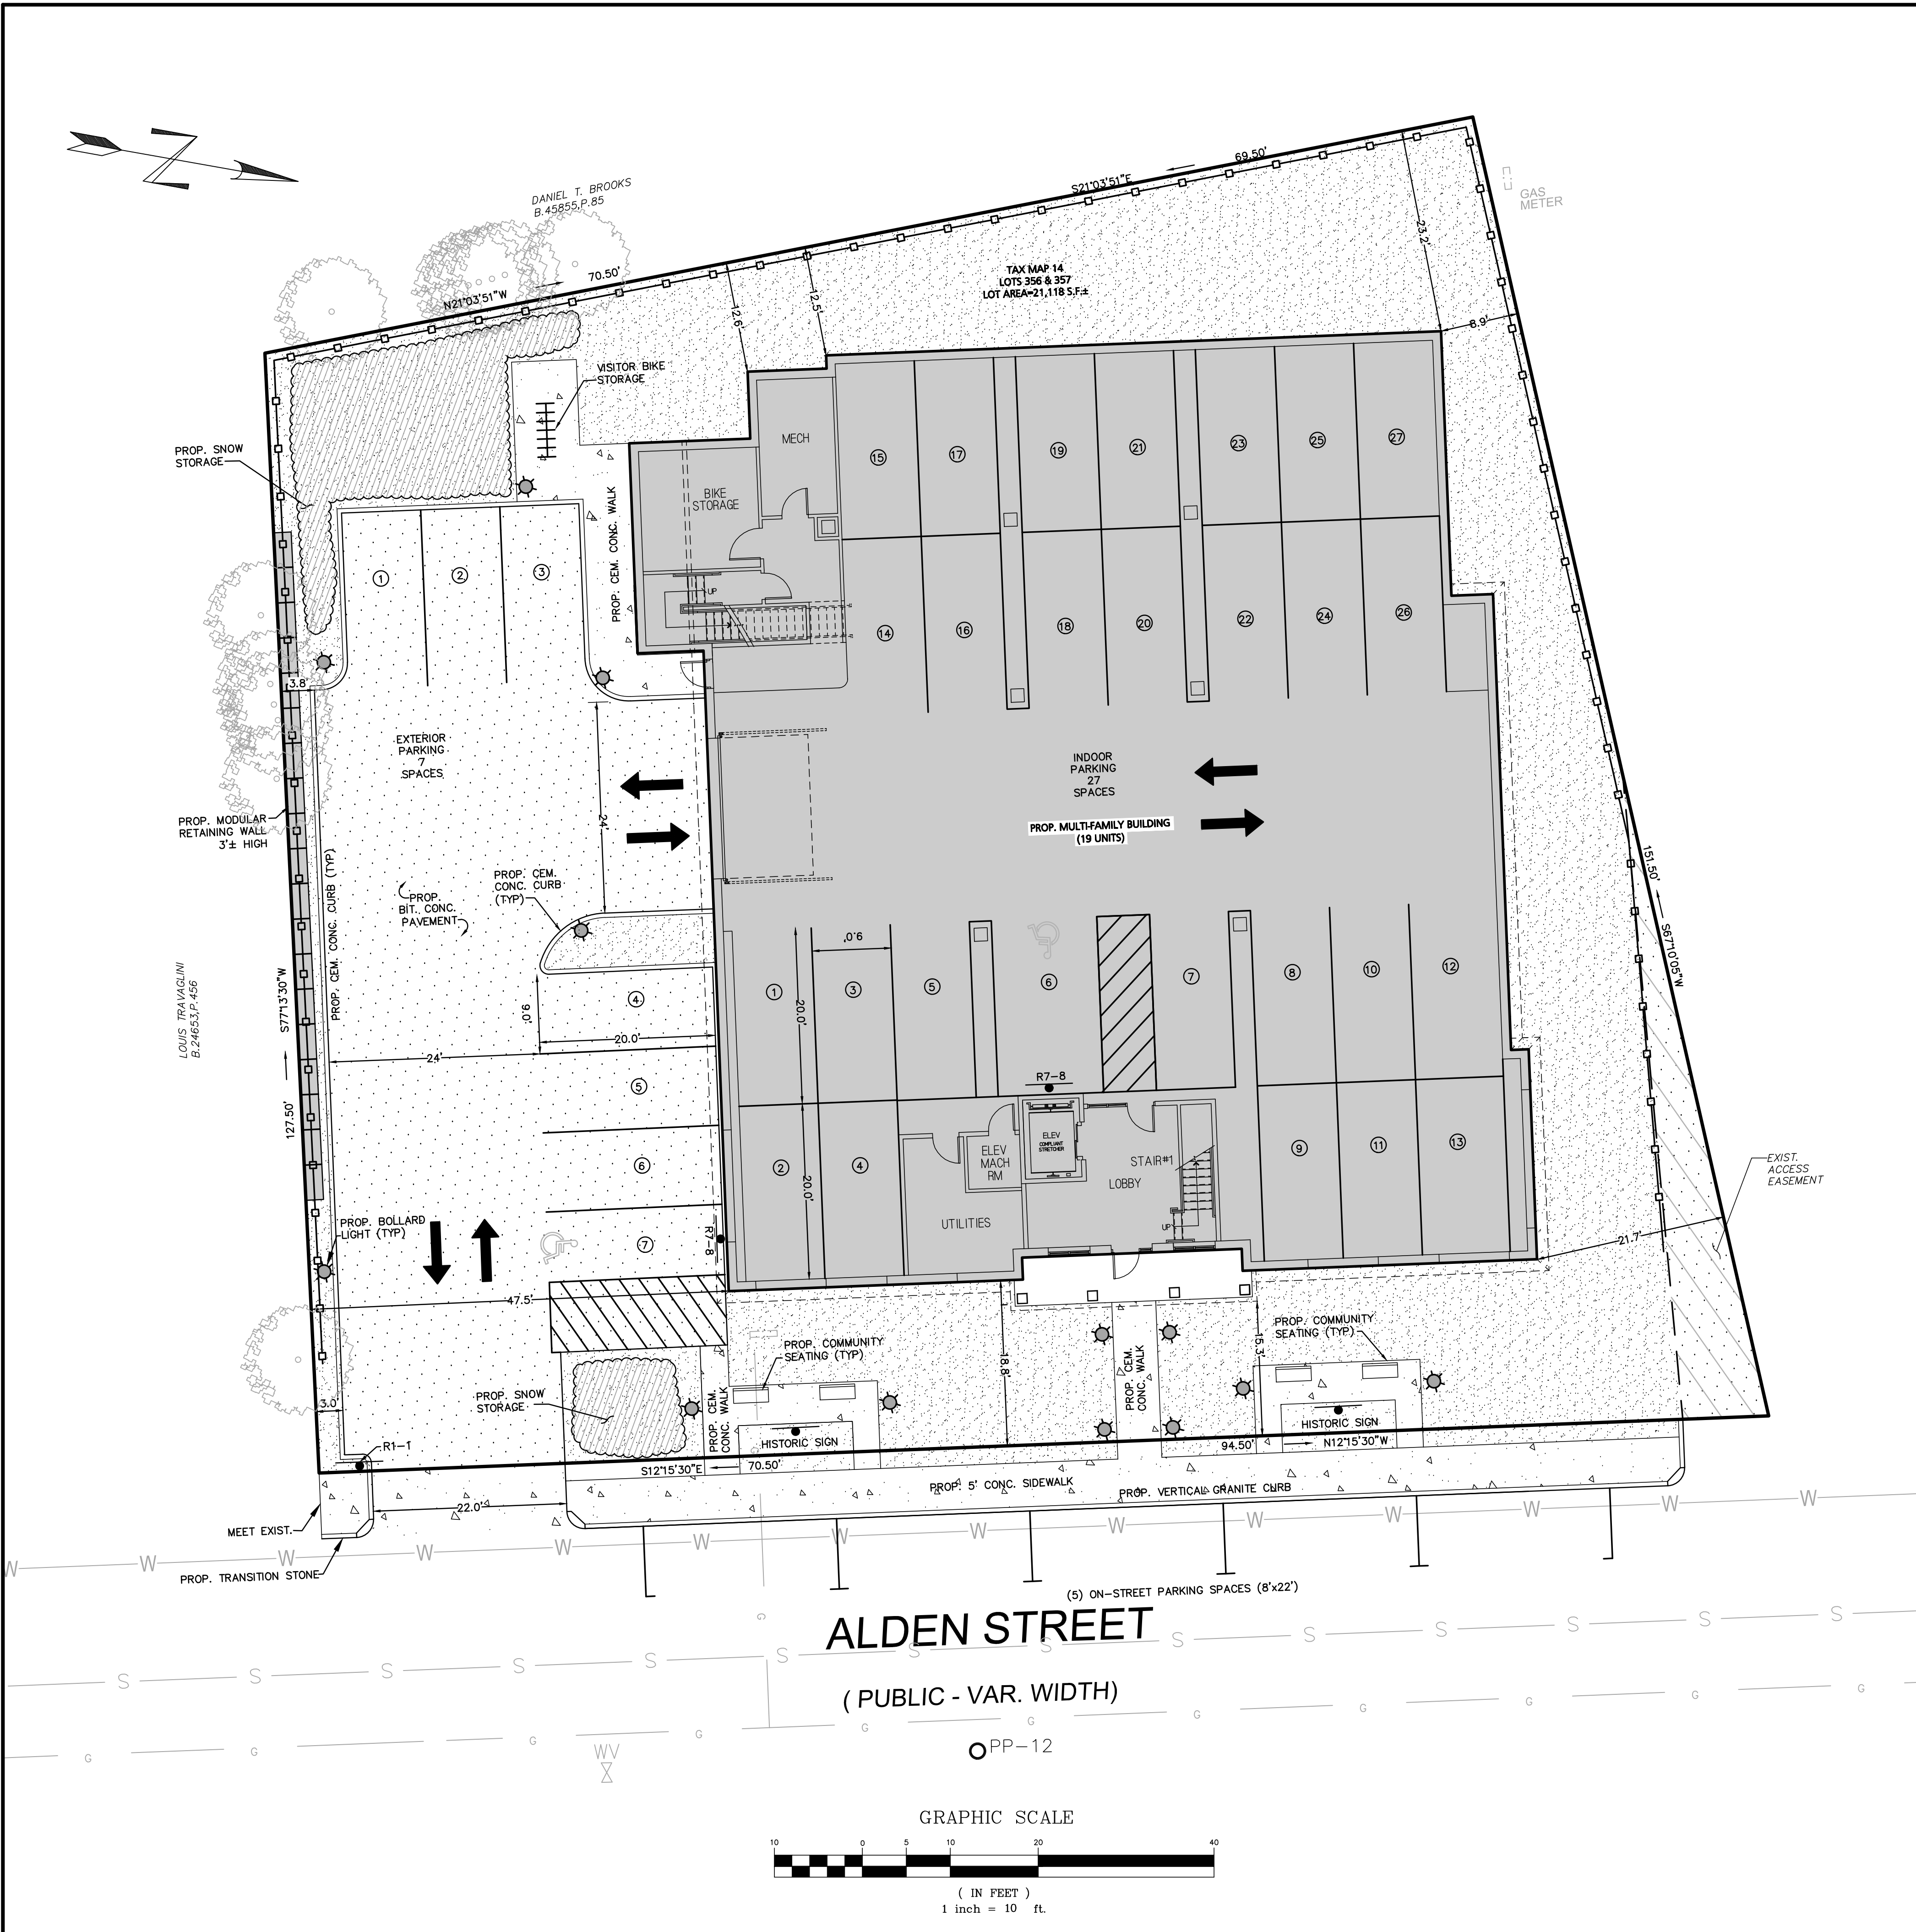 DANIEL T. BROOKS
B.45855,P.85
69.50'
S21°03'51"E
GAS
METER
70.50'
N21°03'51"W
23.2'
TAX MAP 14
LOTS 356 & 357
LOT AREA=21,118 S.F.±
12.5'
12.6'
8.9'
VISITOR BIKE
STORAGE
PROP. SNOW
STORAGE
MECH
BIKE
STORAGE
PROP. CEM. CONC. WALK
15
17
19
21
23
25
27
1
2
3
UP
14
16
18
20
22
24
26
3.8'
EXTERIOR
PARKING
7
SPACES
INDOOR
PARKING
27
SPACES
PROP. MULTI-FAMILY BUILDING
(19 UNITS)
24'
PROP. MODULAR
RETAINING WALL
3'± HIGH
PROP. CEM. CONC. CURB (TYP)
PROP. CEM.
CONC. CURB
(TYP)
PROP.
BIT. CONC.
PAVEMENT
151.50'
S67°10'05"W
LOUIS TRAVAGLINI
B.24653,P.456
S77°13'30"W
127.50'
9.0'
1
3
5
6
7
8
10
12
20.0'
4
9.0'
20.0'
24'
5
R7-8
6
7
R7-8
2
4
20.0'
ELEV
COMPLIANT
STRETCHER
ELEV
MACH
RM
STAIR#1
LOBBY
UTILITIES
UP
9
11
13
EXIST.
ACCESS
EASEMENT
21.7'
PROP. BOLLARD
LIGHT (TYP)
47.5'
PROP. COMMUNITY
SEATING (TYP)
18.8'
15.3'
PROP. COMMUNITY
SEATING (TYP)
PROP. CEM.
CONC. WALK
PROP. SNOW
STORAGE
PROP. CEM.
CONC. WALK
3.0'
R1-1
HISTORIC SIGN
HISTORIC SIGN
S12°15'30"E
70.50'
94.50'
N12°15'30"W
PROP. 5' CONC. SIDEWALK
PROP. VERTICAL GRANITE CURB
22.0'
MEET EXIST.
PROP. TRANSITION STONE
W W W W W W W W W W W W W W
(5) ON-STREET PARKING SPACES (8'x22')
G
ALDEN STREET
S S S S S S S S S S S S S S
( PUBLIC - VAR. WIDTH)
G G G G G G G G G G G
WV
PP-12
GRAPHIC SCALE
10 0 5 10 20 40
( IN FEET )
1 inch = 10 ft.